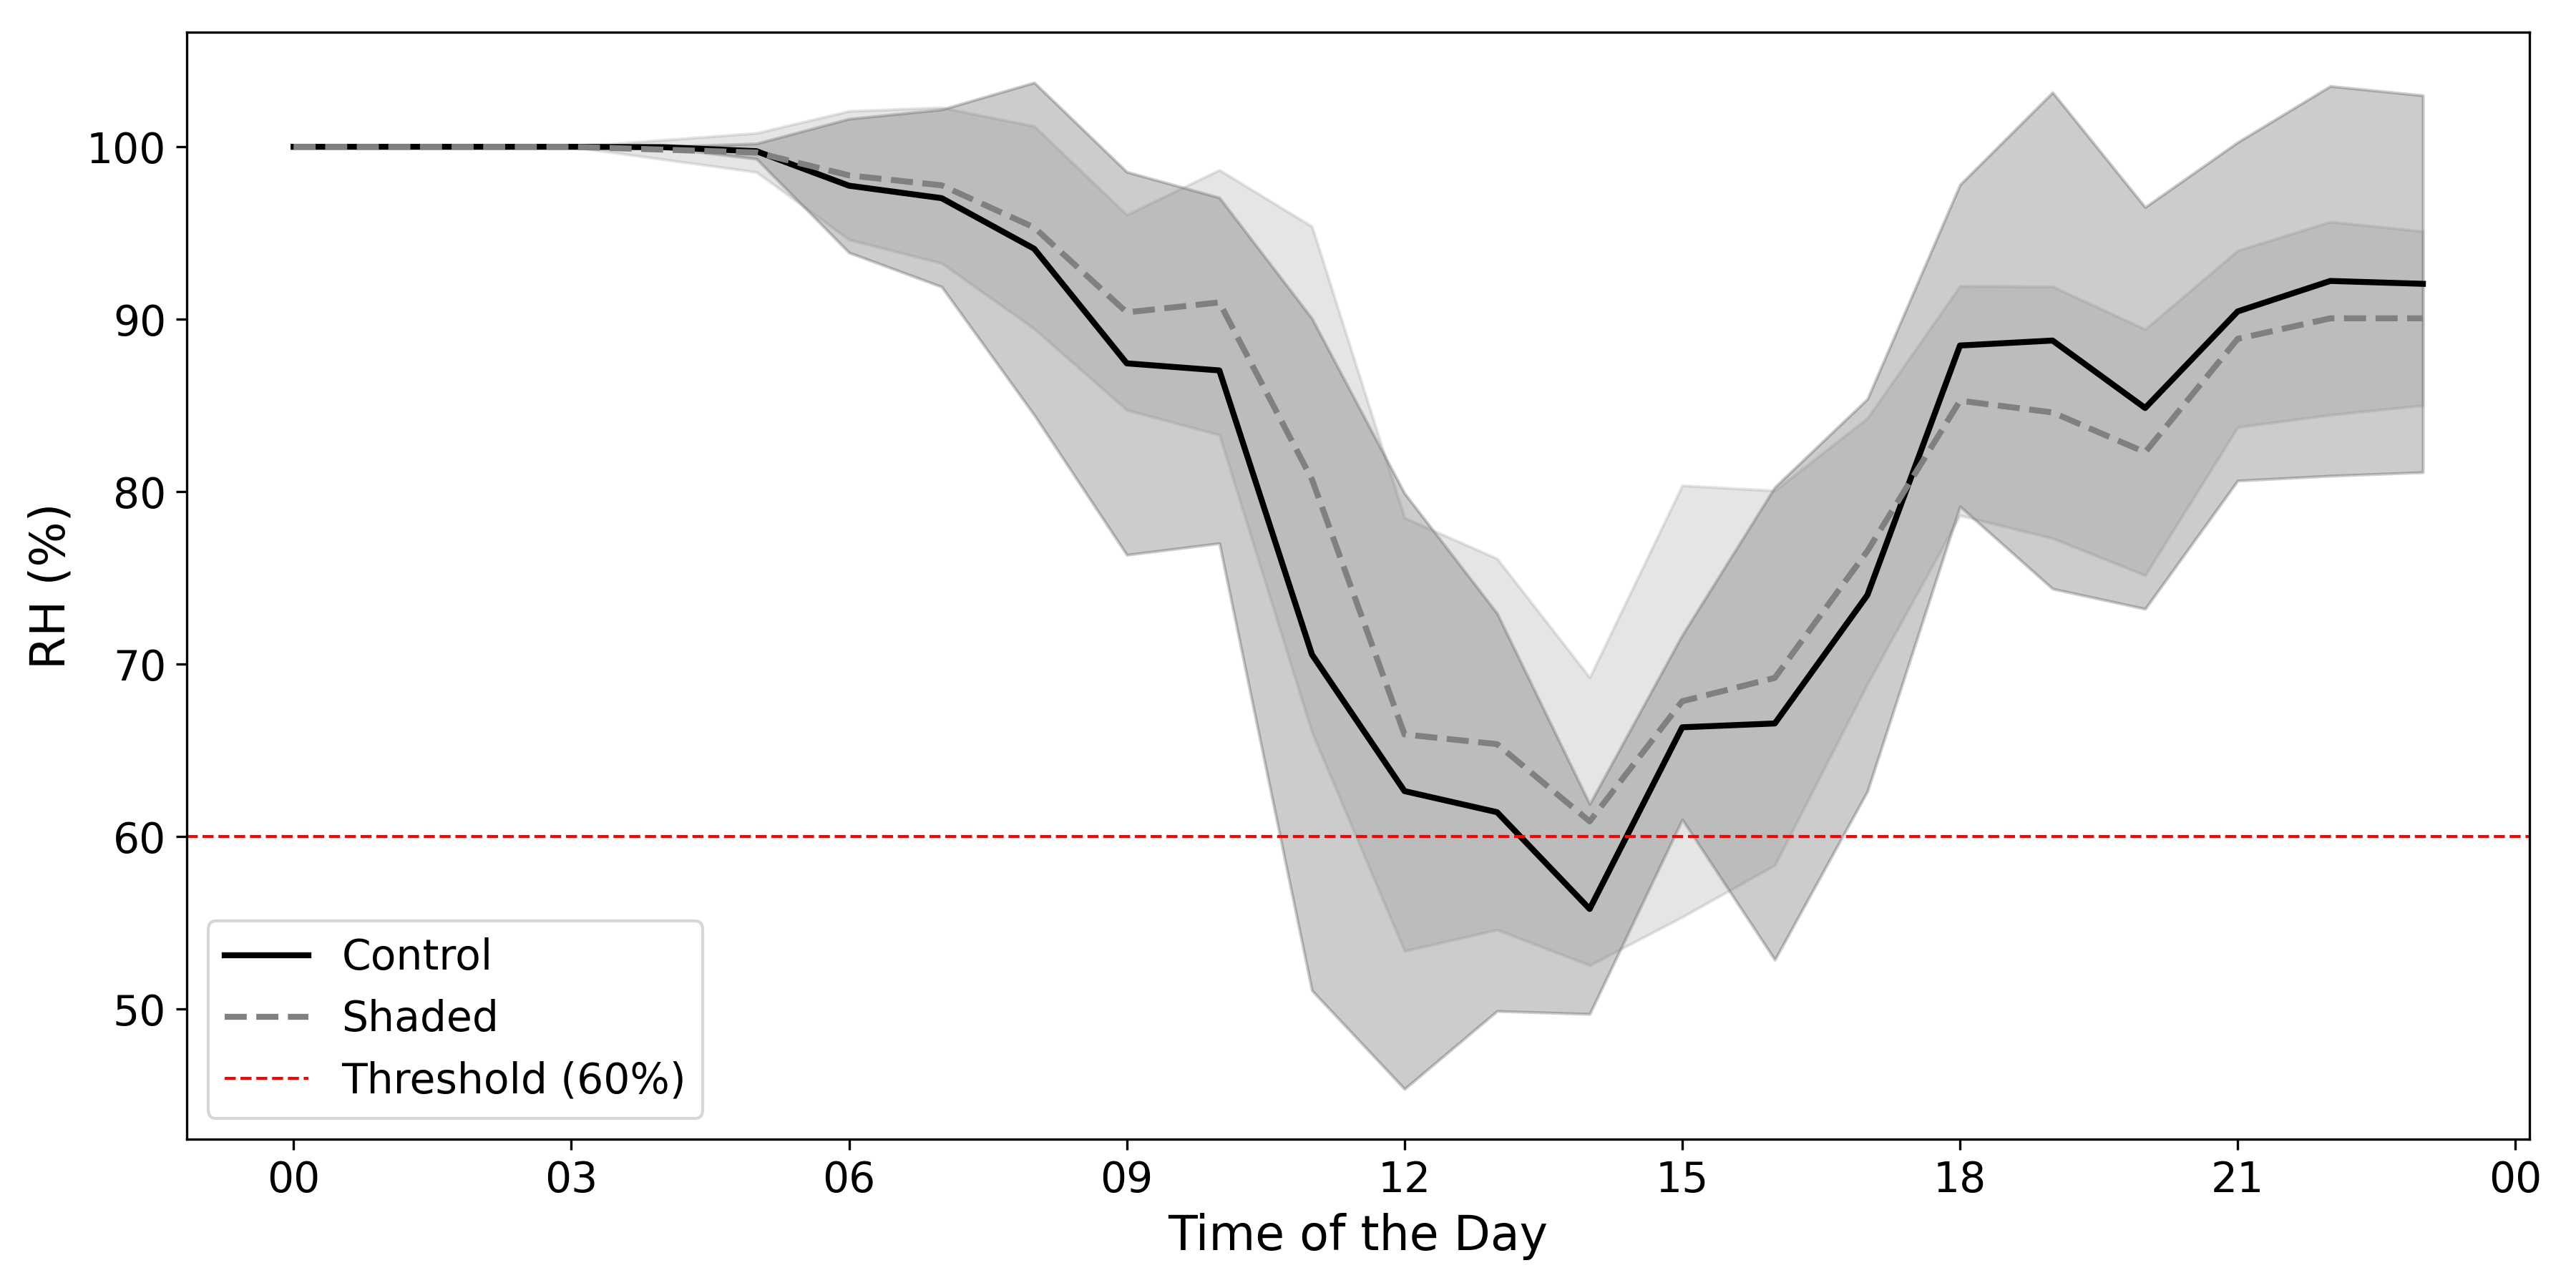 RH (%)
100
90
80
70
60
50
Control
Shaded
Threshold (60%)
00 03 06 09 12 15 18 21 00
Time of the Day